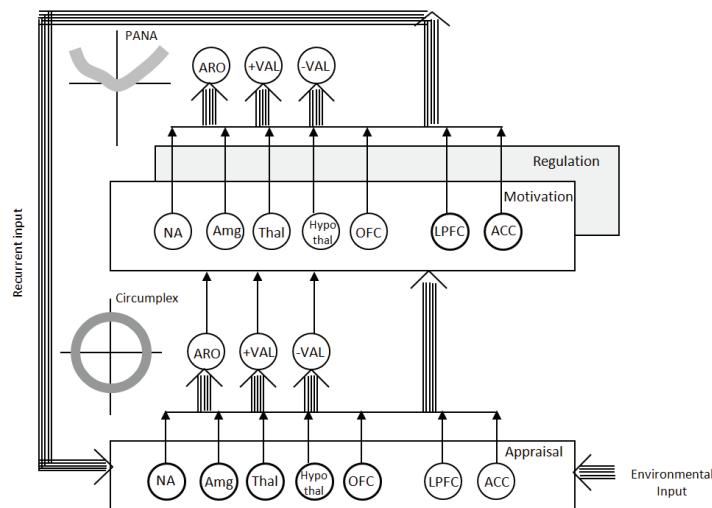 PANA
ARO
+VAL
-VAL
Regulation
Motivation
NA
Amg
Thal
Hypo
thal
OFC
LPFC
ACC
Recurrent input
Circumplex
ARO
+VAL
-VAL
Appraisal
NA
Amg
Thal
Hypo
thal
OFC
LPFC
ACC
Environmental
Input